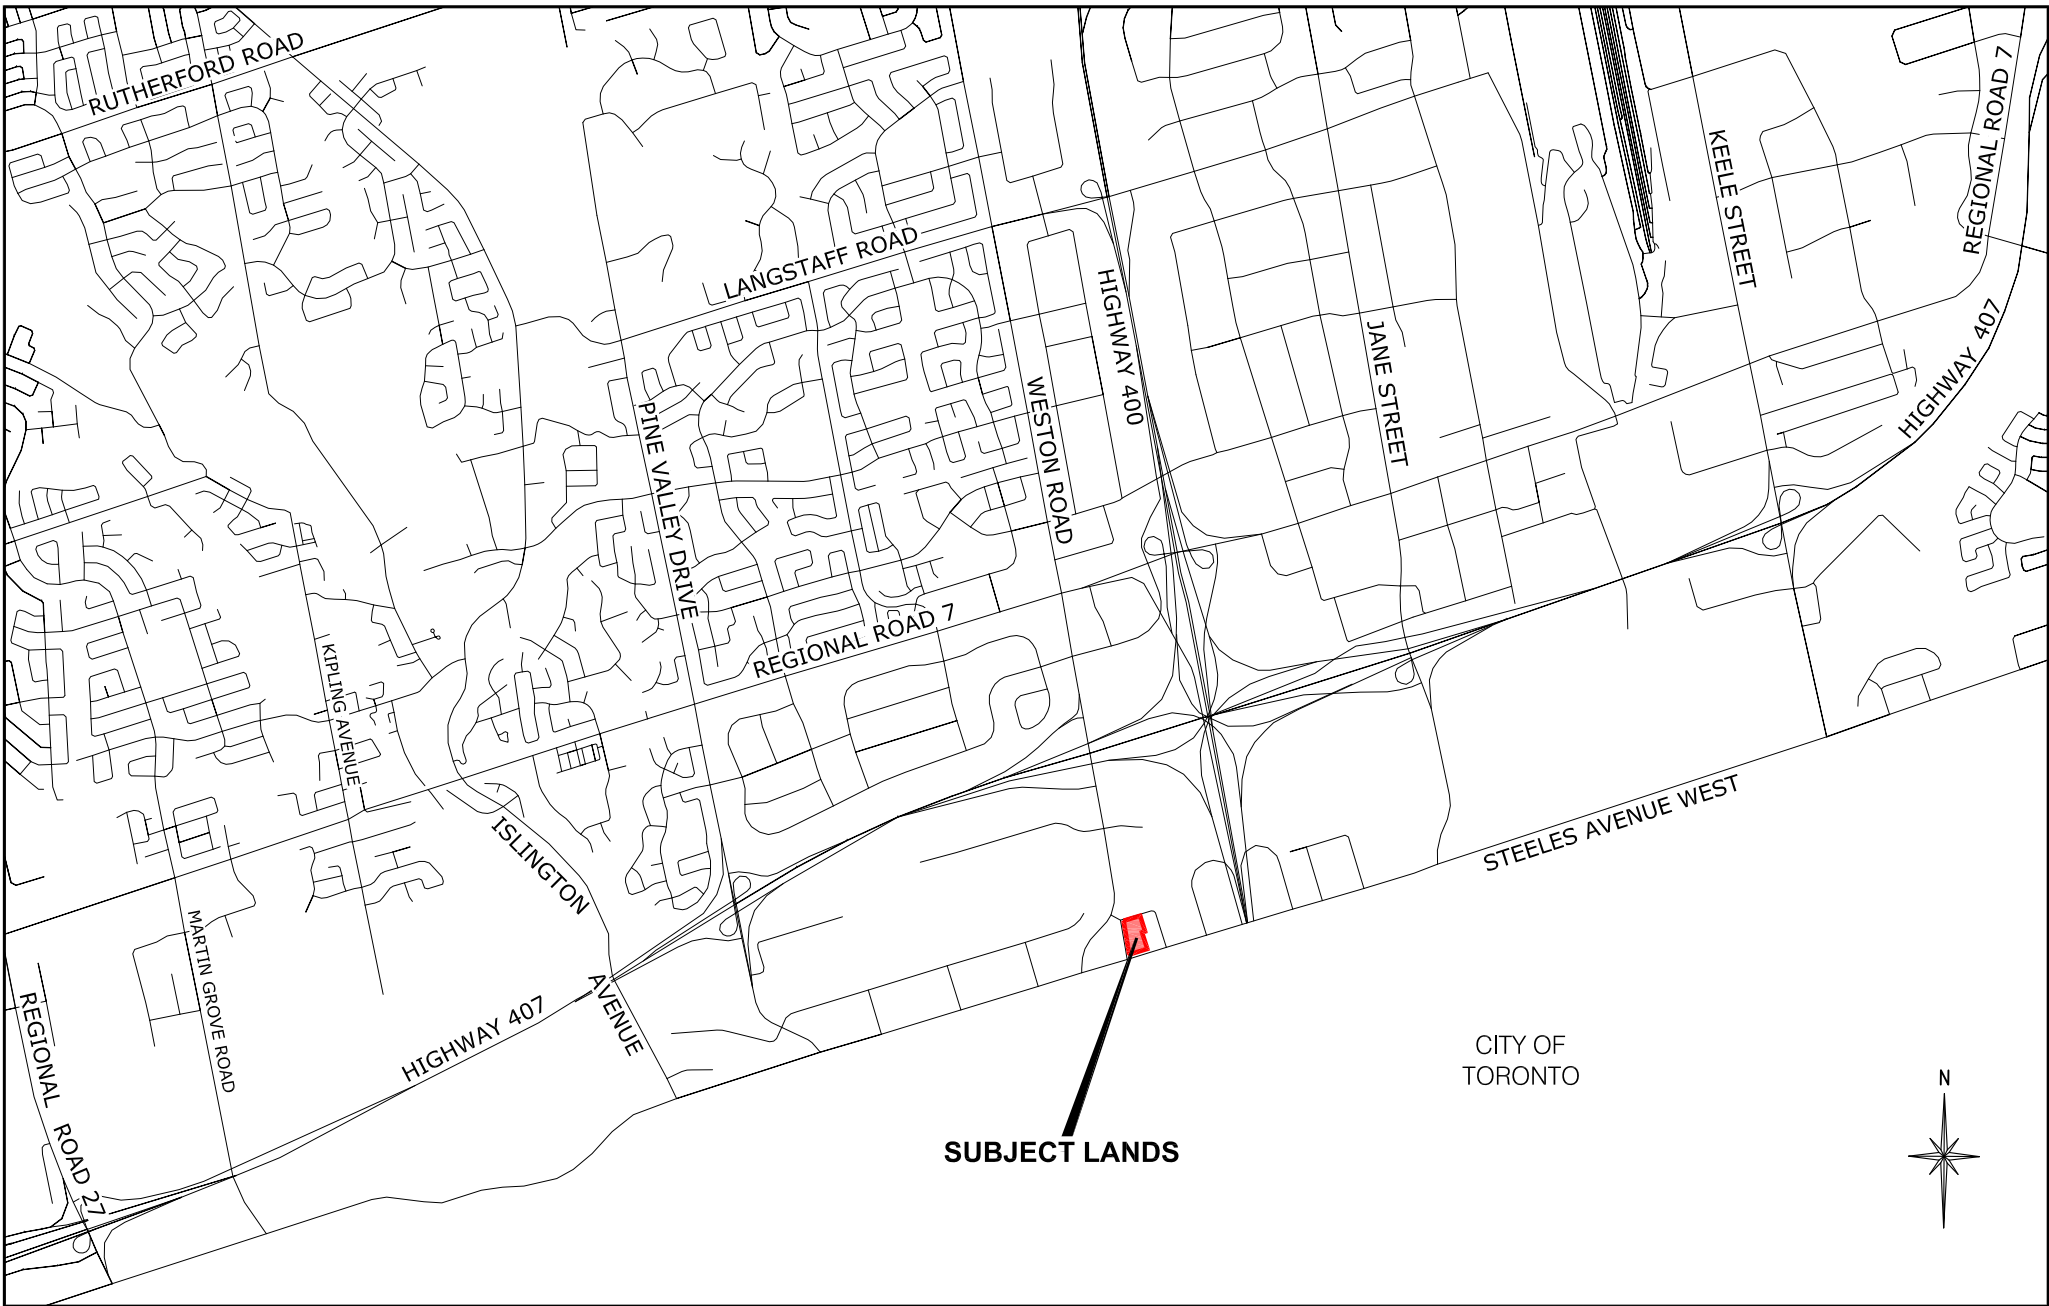 RUTHERFORD ROAD
REGIONAL ROAD 7
KEELE STREET
LANGSTAFF ROAD
HIGHWAY 400
HIGHWAY 407
JANE STREET
WESTON ROAD
PINE VALLEY DRIVE
REGIONAL ROAD 7
KIPLING AVENUE
STEELES AVENUE WEST
ISLINGTON
AVENUE
MARTIN GROVE ROAD
REGIONAL ROAD 27
HIGHWAY 407
CITY OF
TORONTO
N
SUBJECT LANDS